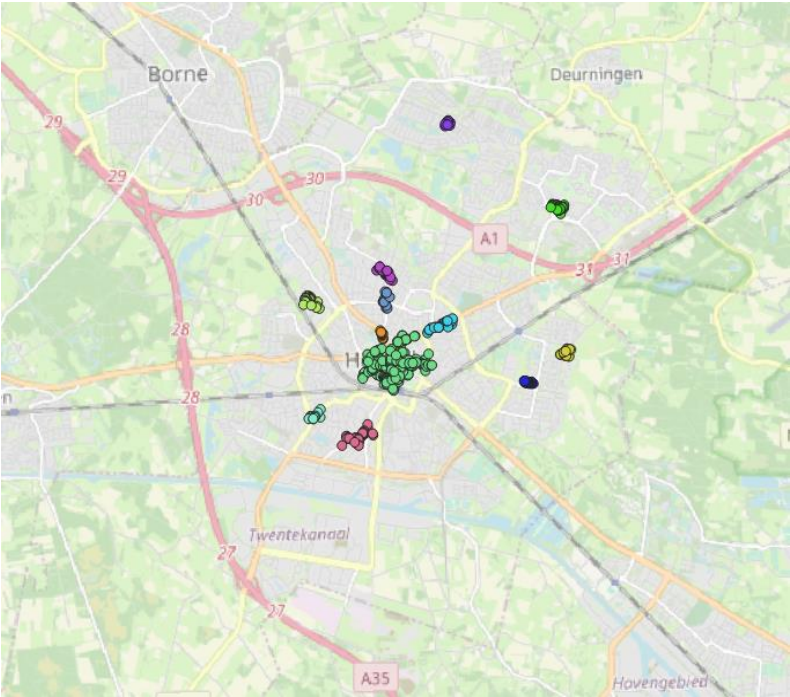 Borne
Deurningen
29
29
30
30
A1
31
31
28
28
n
Twentekanaal
27
27
A35
Havengebied